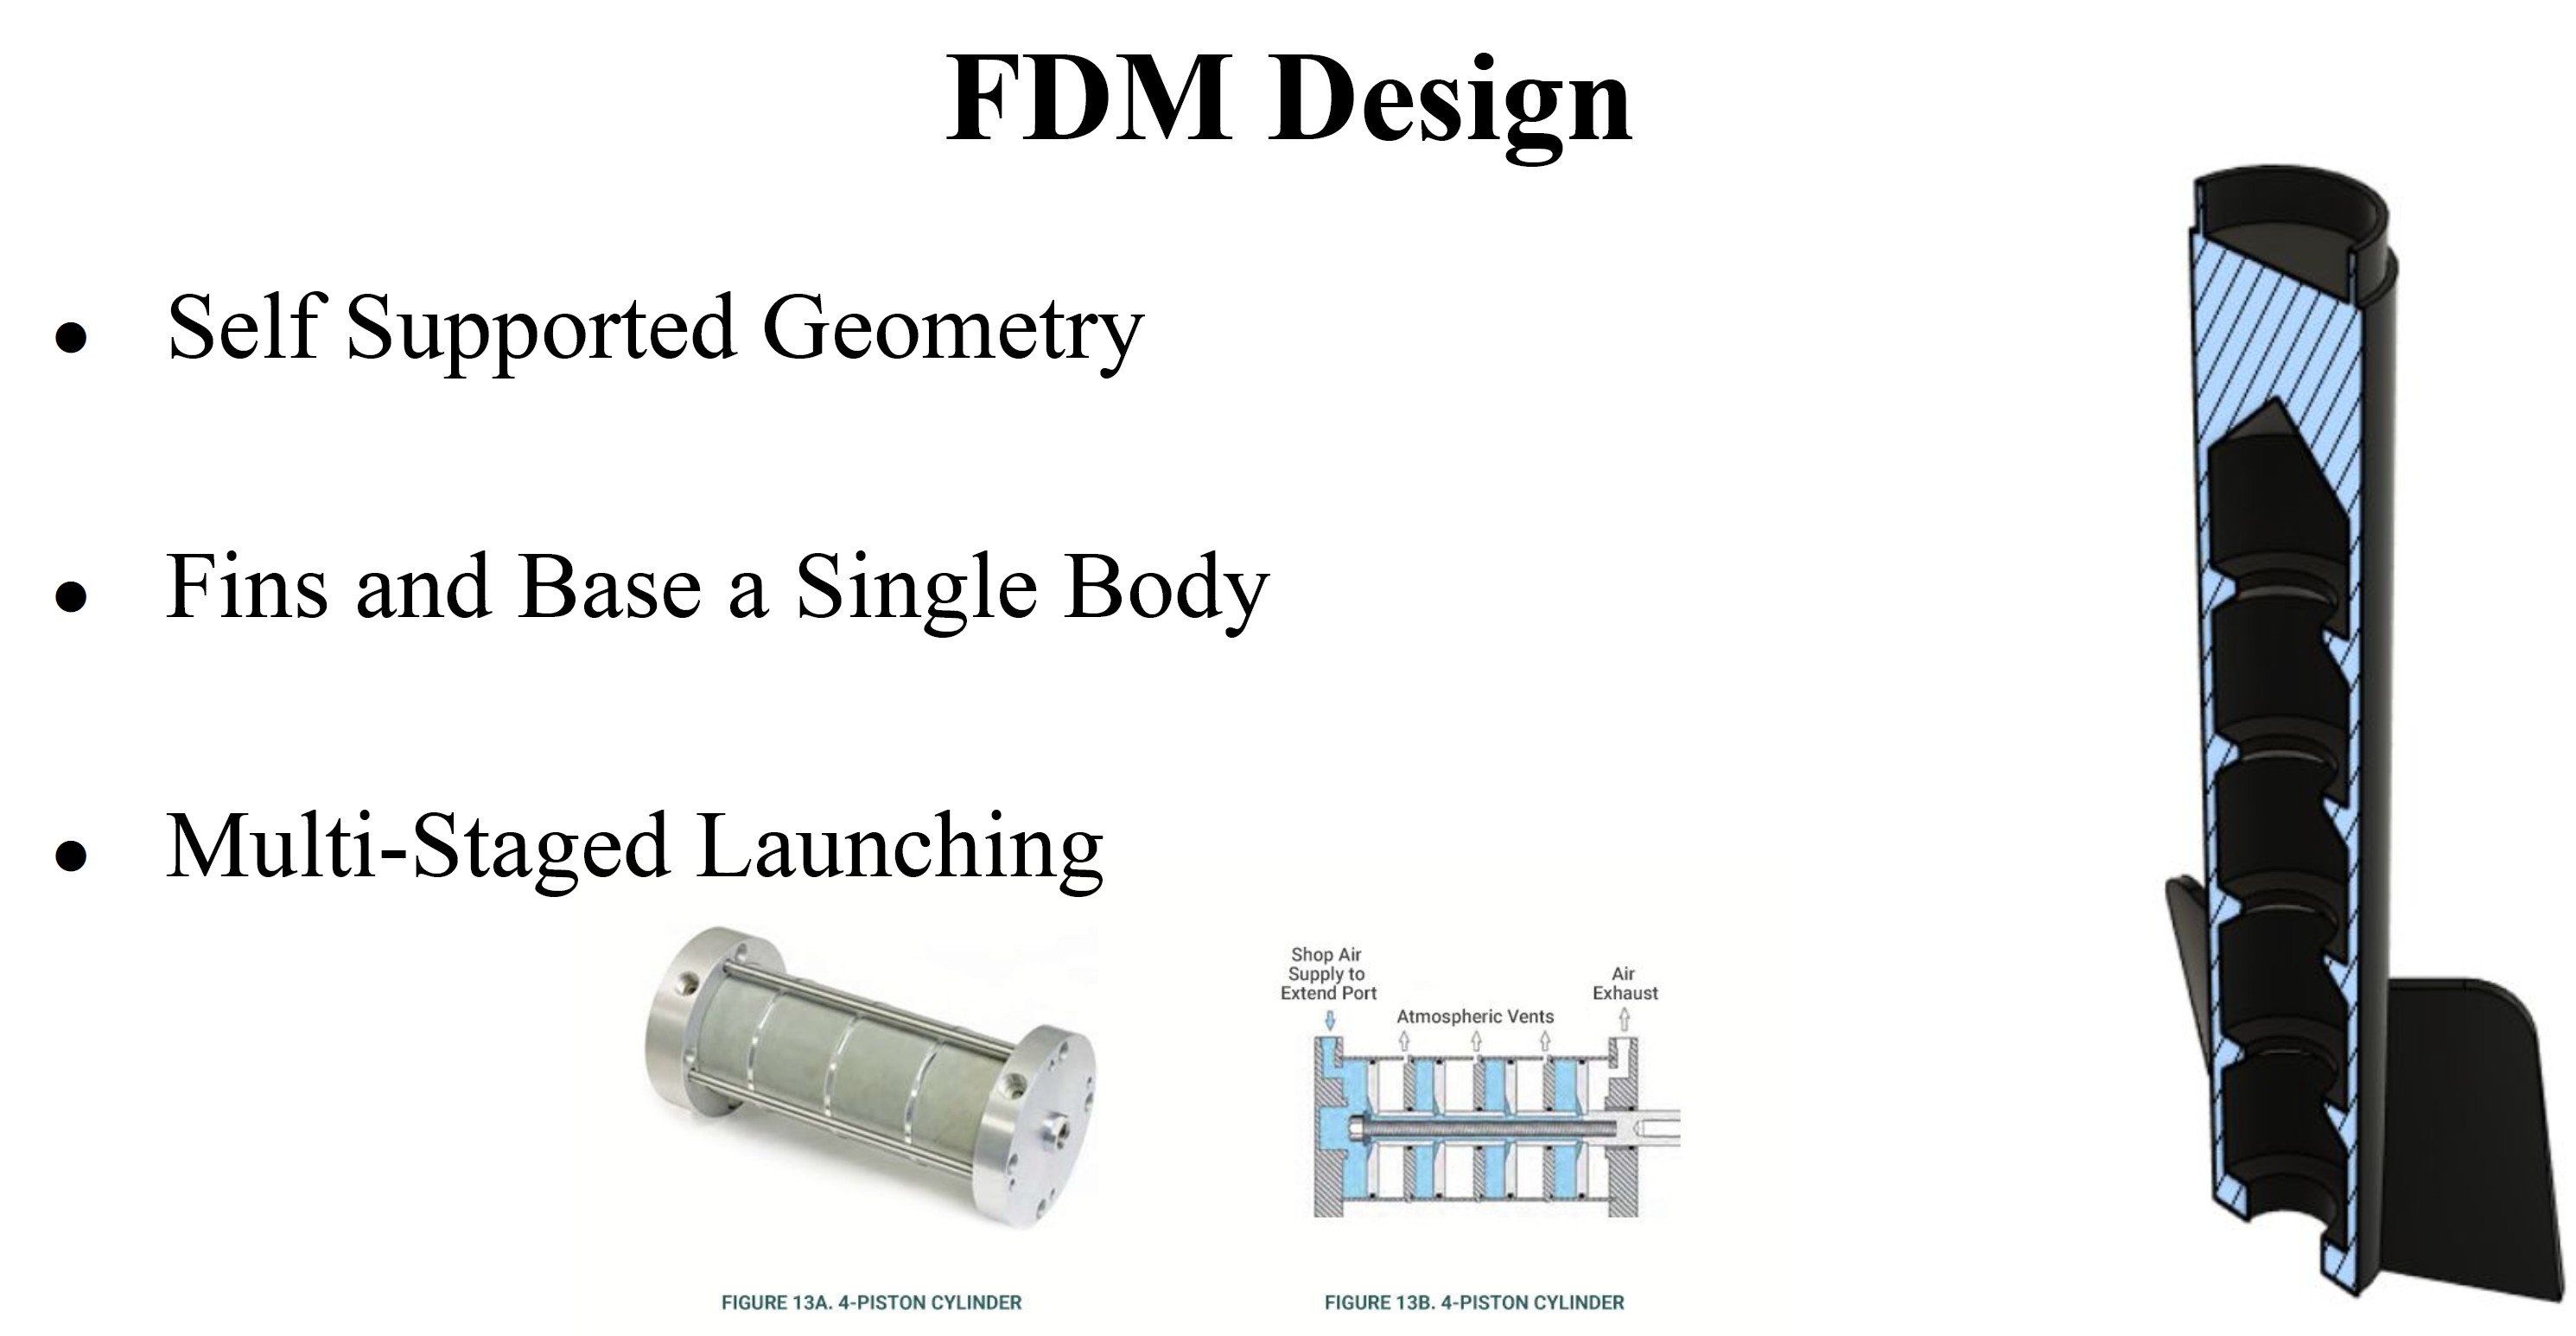 FDM Design
● Self Supported Geometry
● Fins and Base a Single Body
● Multi-Staged Launching
Shop Air
Supply to
Extend Port
Atmospheric Vents
Air
Exhaust
FIGURE 13A. 4-PISTON CYLINDER
FIGURE 13B. 4-PISTON CYLINDER